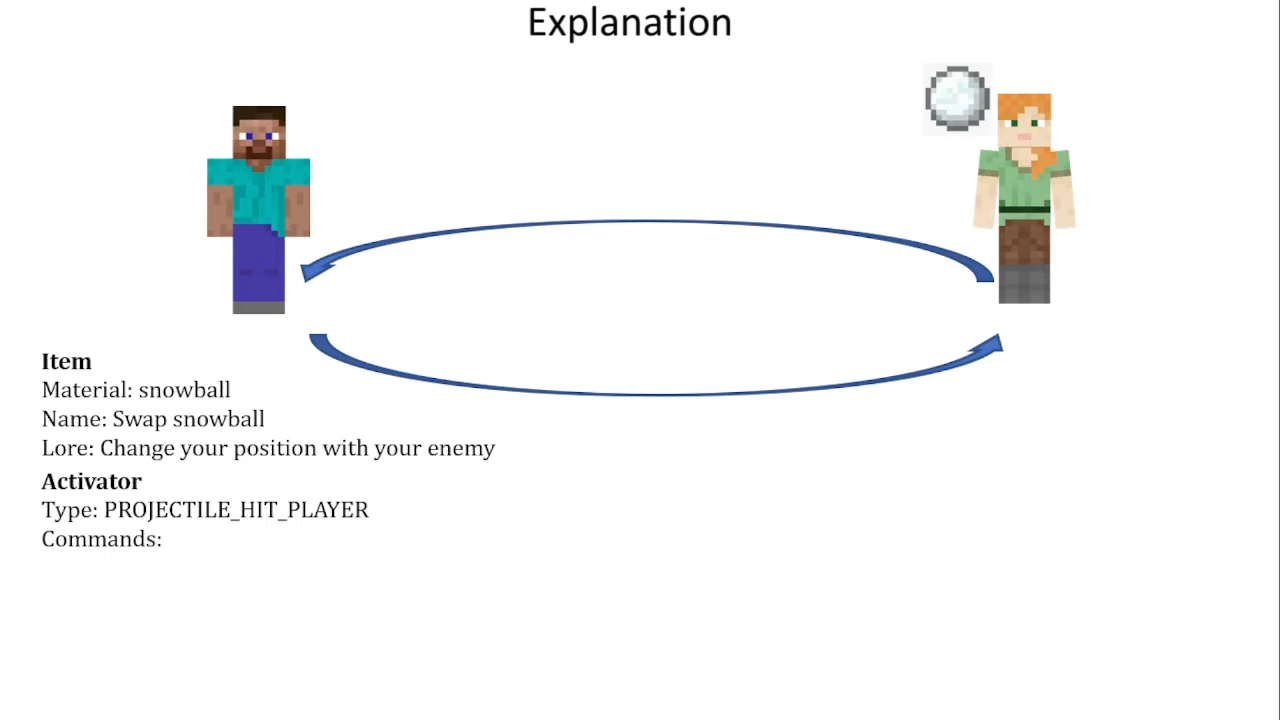 Explanation
Item
Material: snowball
Name: Swap snowball
Lore: Change your position with your enemy
Activator
Type: PROJECTILE_HIT_PLAYER
Commands: